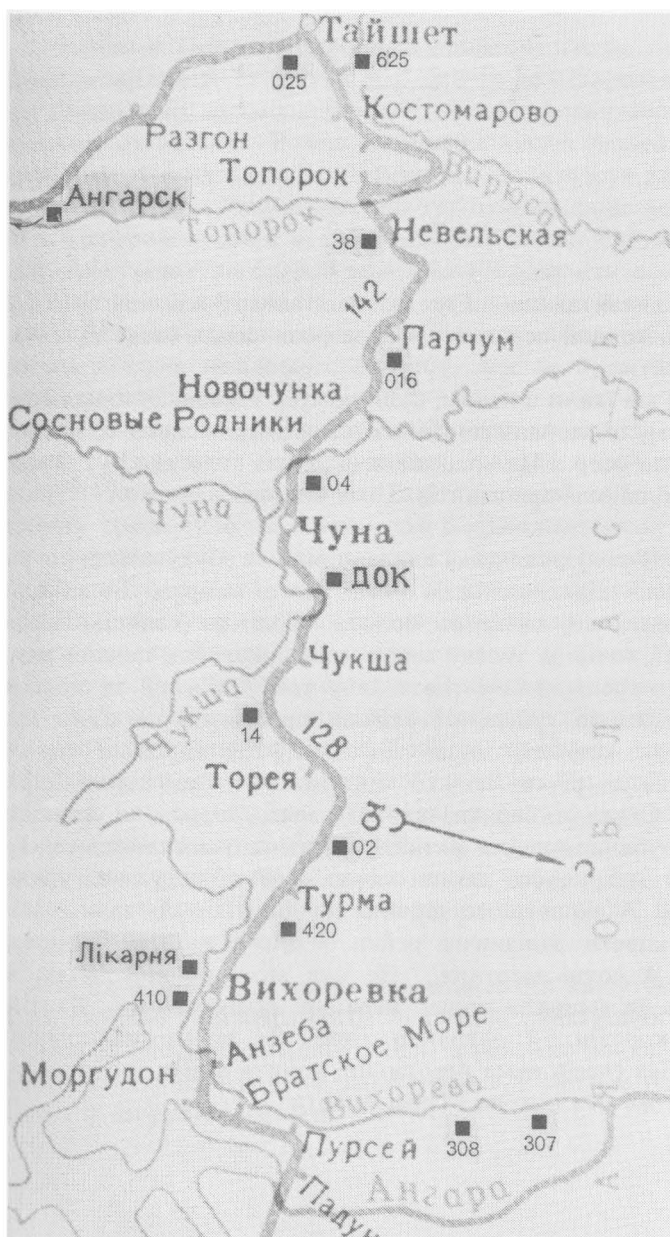 Тайшет
025
625
Костомарово
Разгон
Топорок
Бирюса
Ангарск
Топорок
38
Невельская
142
Парчум
016
Новочунка
Сосновые Родники
04
Чуна
Чуна
ДОК
Чукша
Чукша
14
128
Торея
Ю
С
02
Турма
420
Лікарня
410
Вихоревка
Анзеба
Братское Море
Моргудон
Вихорево
Пурсей
308
307
Ангара
Падун